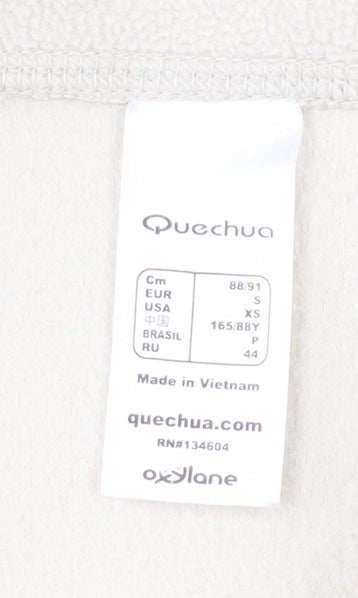 Quechua
Cm 88/91
EUR S
USA XS
中国 165/88Y
BRASIL P
RU 44
Made in Vietnam
quechua.com
RN#134604
oxylane